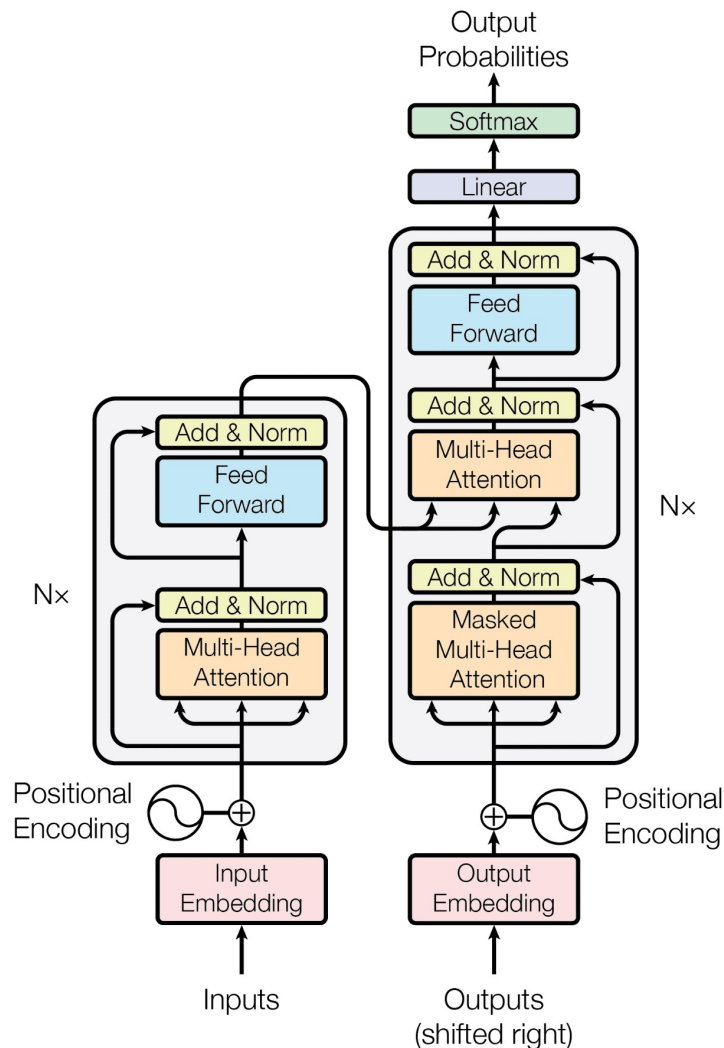 Output
Probabilities
Softmax
Linear
Add & Norm
Feed
Forward
Add & Norm
Multi-Head
Attention
Add & Norm
Masked
Multi-Head
Attention
N×
Add & Norm
Feed
Forward
Add & Norm
Multi-Head
Attention
N×
Positional
Encoding
Input
Embedding
Inputs
Positional
Encoding
Output
Embedding
Outputs
(shifted right)